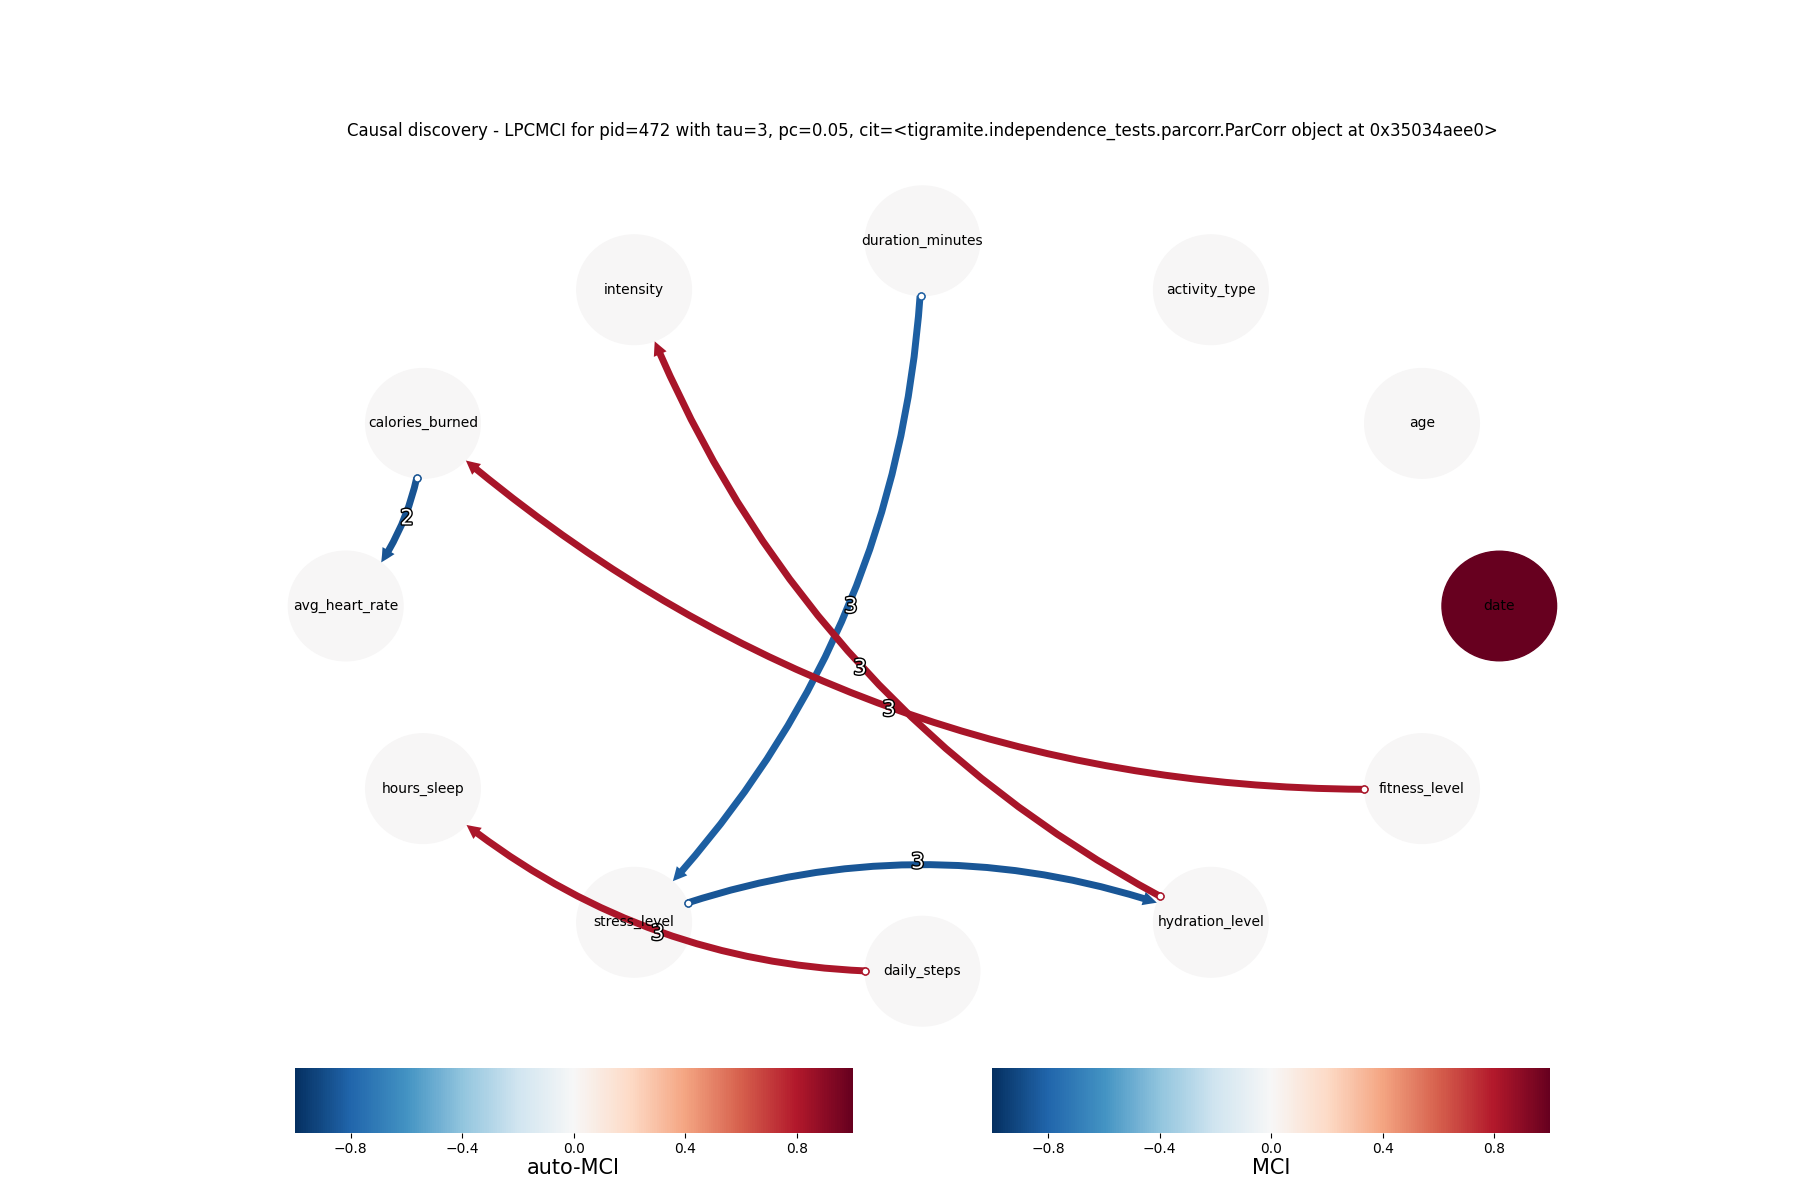 Causal discovery - LPCMCI for pid=472 with tau=3, pc=0.05, cit=<tigramite.independence_tests.parcorr.ParCorr object at 0x35034aee0>
duration_minutes
intensity
activity_type
calories_burned
age
2
avg_heart_rate
3
date
3
3
hours_sleep
fitness_level
3
stress_level
hydration_level
3
daily_steps
−0.8 −0.4 0.0 0.4 0.8
auto-MCI
−0.8 −0.4 0.0 0.4 0.8
MCI